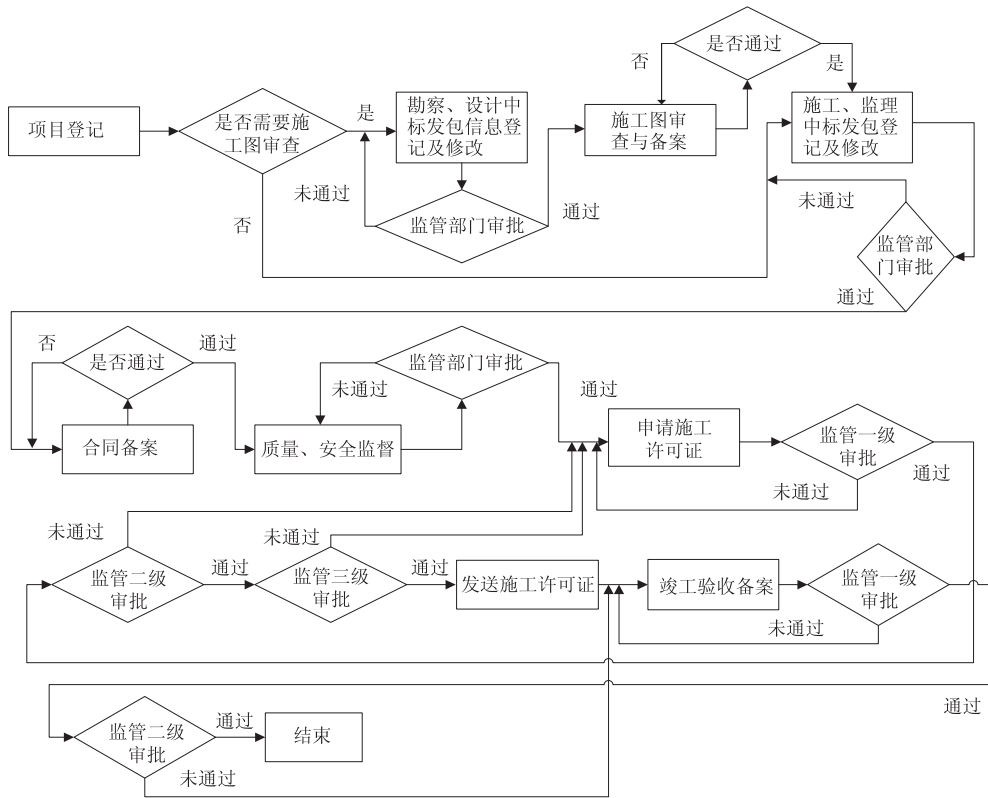 项目登记
是否需要施
工图审查
是
否
勘察、设计中
标发包信息登
记及修改
未通过
监管部门审批
通过
否
是否通过
是
施工图审
查与备案
施工、监理
中标发包登
记及修改
未通过
监管部
门审批
通过
否
是否通过
通过
合同备案
质量、安全监督
未通过
监管部门审批
通过
申请施工
许可证
监管一级
审批
通过
未通过
未通过
监管二级
审批
通过
未通过
监管三级
审批
通过
发送施工许可证
竣工验收备案
监管一级
审批
未通过
通过
监管二级
审批
通过
未通过
结束